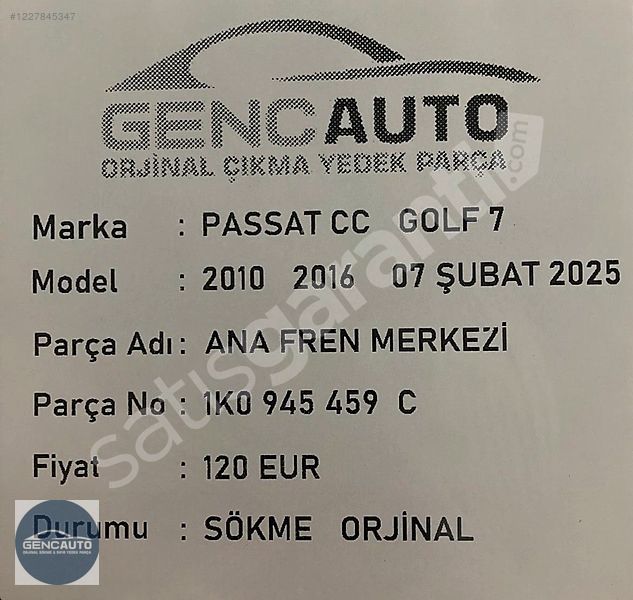 #1227845347
GENCAUTO
ORJİNAL ÇIKMA YEDEK PARÇA
satisgaranti.com
Marka : PASSAT CC GOLF 7
Model : 2010 2016 07 ŞUBAT 2025
Parça Adı : ANA FREN MERKEZİ
Parça No : 1K0 945 459 C
Fiyat : 120 EUR
Durumu : SÖKME ORJİNAL
GENCAUTO